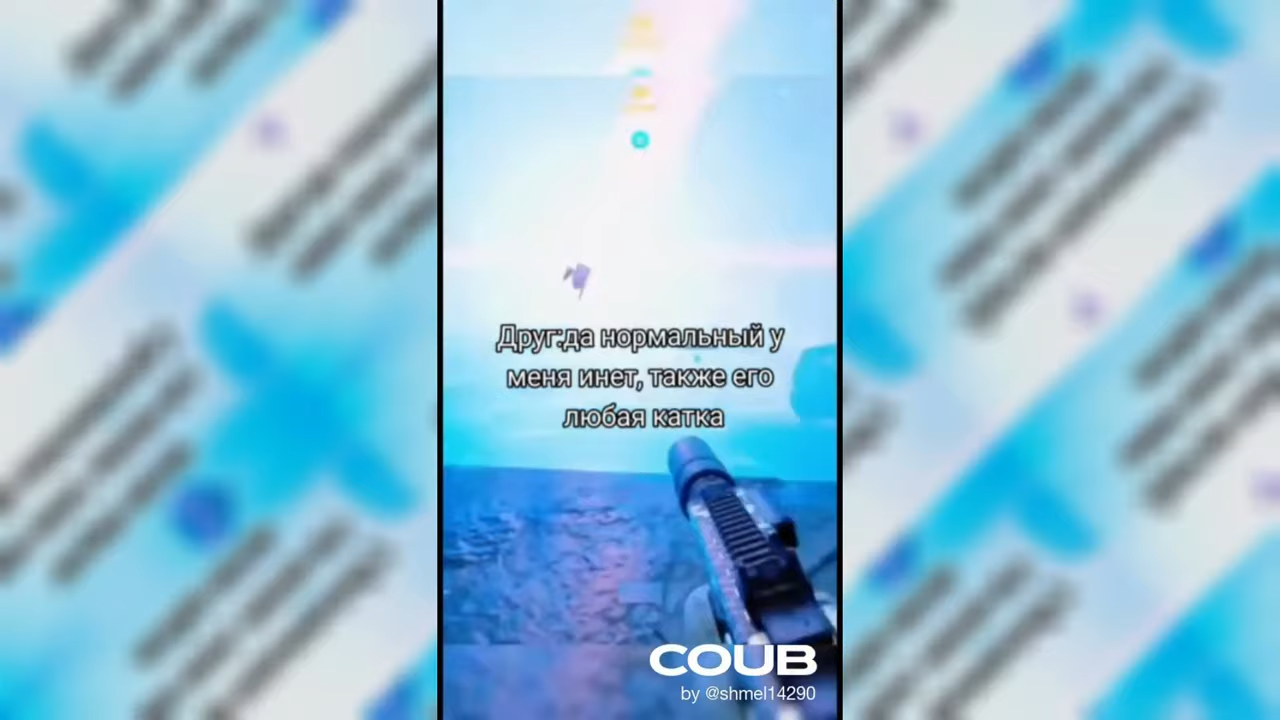 Друг:да нормальный у
меня инет, также его
любая катка
COUB
by @shmel14290